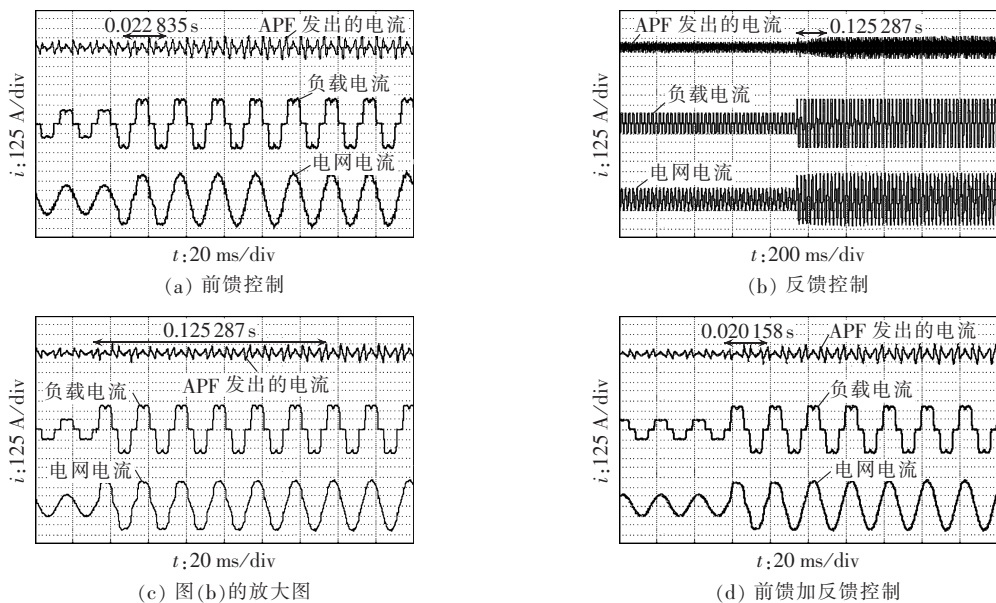 0.022 835 s
APF 发出的电流
负载电流
电网电流
i:125 A/div
t:20 ms/div
(a) 前馈控制
APF 发出的电流
0.125 287 s
负载电流
电网电流
i:125 A/div
t:200 ms/div
(b) 反馈控制
0.125 287 s
APF 发出的电流
负载电流
电网电流
i:125 A/div
t:20 ms/div
(c) 图(b)的放大图
0.020 158 s
APF 发出的电流
负载电流
电网电流
i:125 A/div
t:20 ms/div
(d) 前馈加反馈控制